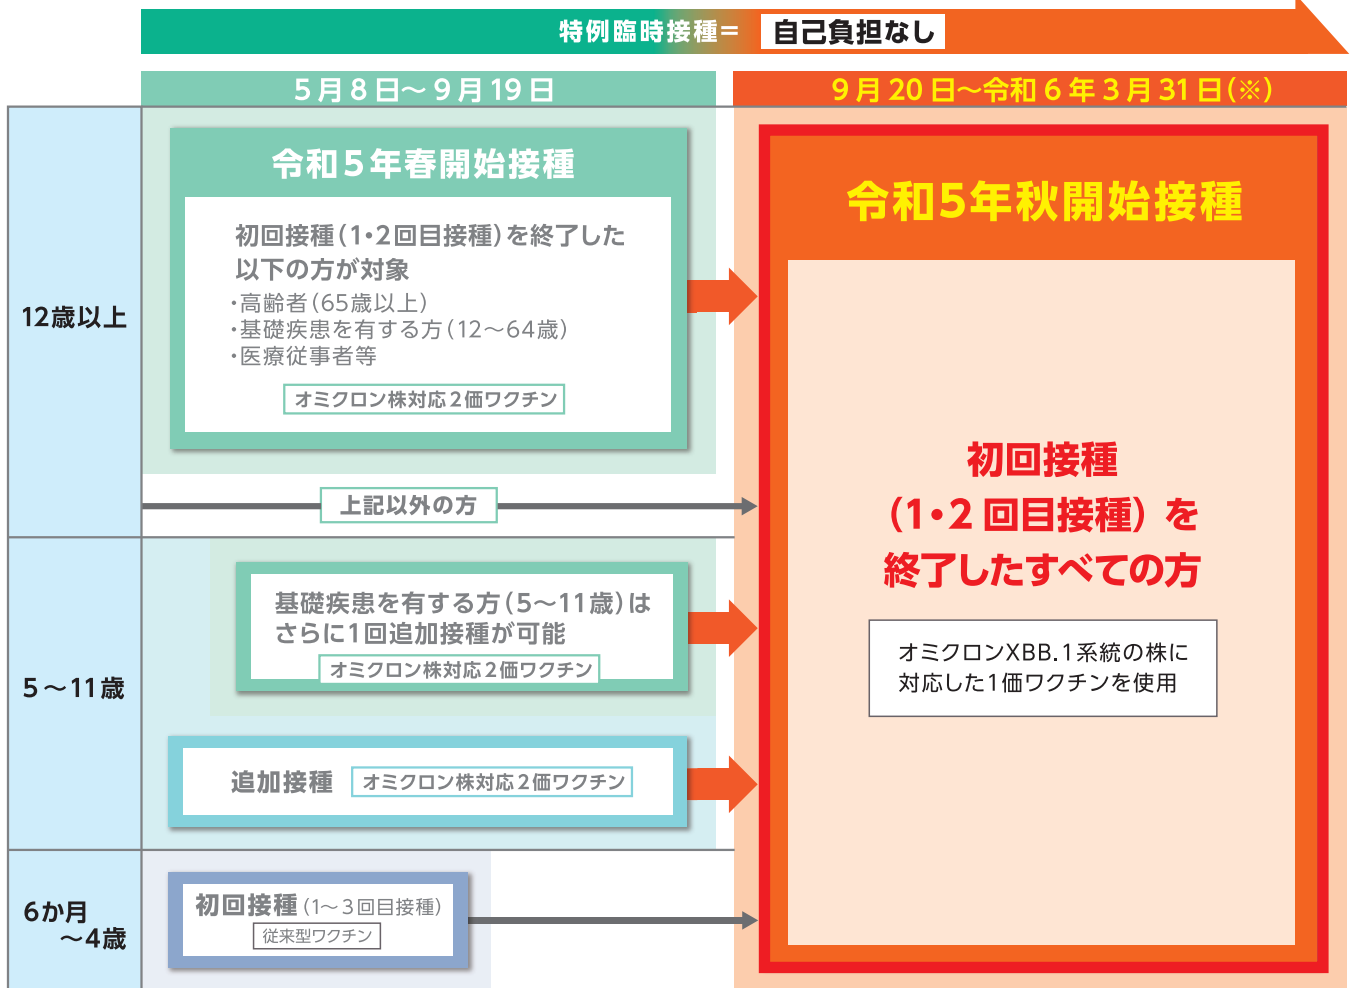 特例臨時接種= 自己負担なし
5月8日～9月19日
9月20日～令和6年3月31日(※)
12歳以上
令和5年春開始接種
初回接種（1・2回目接種）を終了した
以下の方が対象
・高齢者（65歳以上）
・基礎疾患を有する方（12～64歳）
・医療従事者等
オミクロン株対応2価ワクチン
上記以外の方
5～11歳
基礎疾患を有する方（5～11歳）は
さらに1回追加接種が可能
オミクロン株対応2価ワクチン
追加接種 オミクロン株対応2価ワクチン
6か月
～4歳
初回接種（1～3回目接種）
従来型ワクチン
令和5年秋開始接種
初回接種
（1・2回目接種）を
終了したすべての方
オミクロンXBB.1系統の株に
対応した1価ワクチンを使用